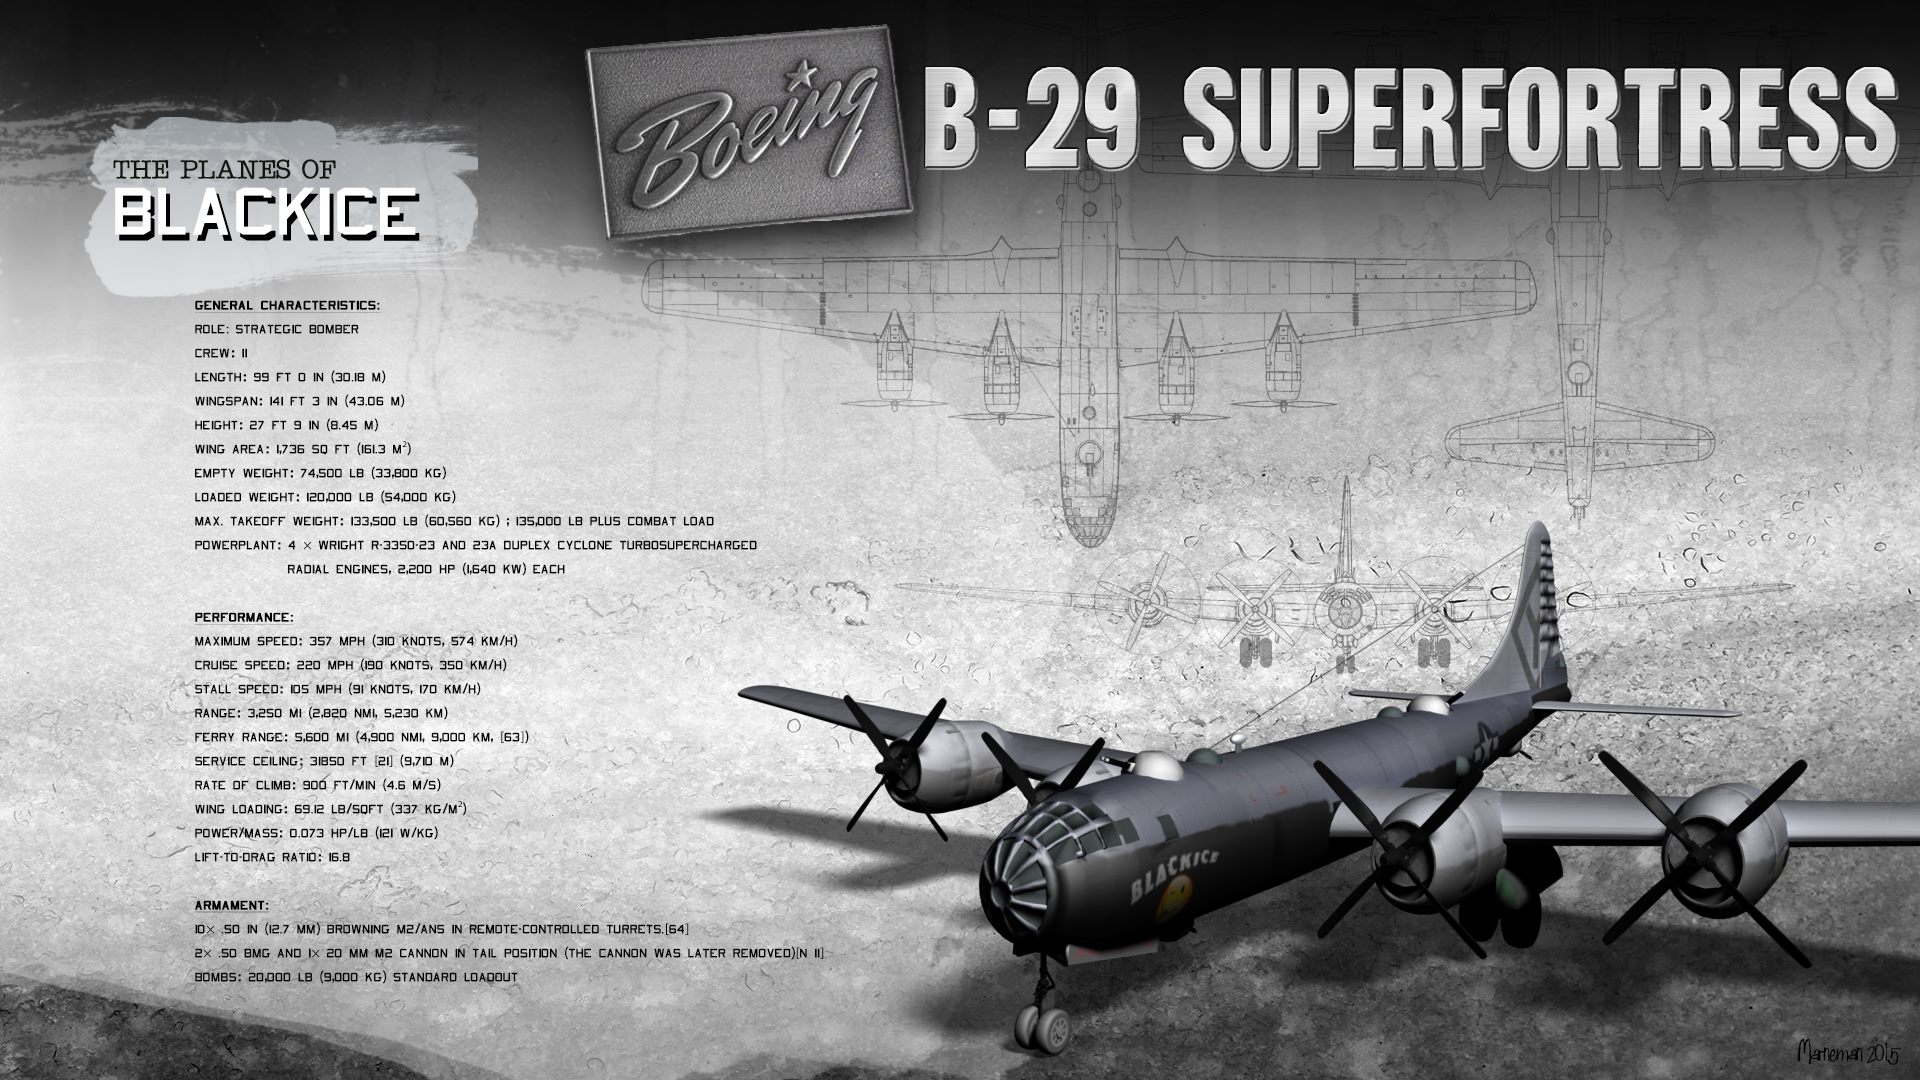 Boeing
B-29 SUPERFORTRESS
THE PLANES OF
BLACKICE
GENERAL CHARACTERISTICS:
ROLE: STRATEGIC BOMBER
CREW: 11
LENGTH: 99 FT 0 IN (30.18 M)
WINGSPAN: 141 FT 3 IN (43.06 M)
HEIGHT: 27 FT 9 IN (8.45 M)
WING AREA: 1,736 SQ FT (161.3 M²)
EMPTY WEIGHT: 74,500 LB (33,800 KG)
LOADED WEIGHT: 120,000 LB (54,000 KG)
MAX. TAKEOFF WEIGHT: 133,500 LB (60,560 KG) ; 135,000 LB PLUS COMBAT LOAD
POWERPLANT: 4 × WRIGHT R-3350-23 AND 23A DUPLEX CYCLONE TURBOSUPERCHARGED
RADIAL ENGINES, 2,200 HP (1,640 KW) EACH
PERFORMANCE:
MAXIMUM SPEED: 357 MPH (310 KNOTS, 574 KM/H)
CRUISE SPEED: 220 MPH (190 KNOTS, 350 KM/H)
STALL SPEED: 105 MPH (91 KNOTS, 170 KM/H)
RANGE: 3,250 MI (2,820 NMI, 5,230 KM)
FERRY RANGE: 5,600 MI (4,900 NMI, 9,000 KM, [63])
SERVICE CEILING: 31850 FT [21] (9,710 M)
RATE OF CLIMB: 900 FT/MIN (4.6 M/S)
WING LOADING: 69.12 LB/SQFT (337 KG/M²)
POWER/MASS: 0.073 HP/LB (121 W/KG)
LIFT-TO-DRAG RATIO: 16.8
ARMAMENT:
10× .50 IN (12.7 MM) BROWNING M2/ANS IN REMOTE-CONTROLLED TURRETS.[64]
2× .50 BMG AND 1× 20 MM M2 CANNON IN TAIL POSITION (THE CANNON WAS LATER REMOVED)[N 11]
BOMBS: 20,000 LB (9,000 KG) STANDARD LOADOUT
BLACKICE
Marneman 2015